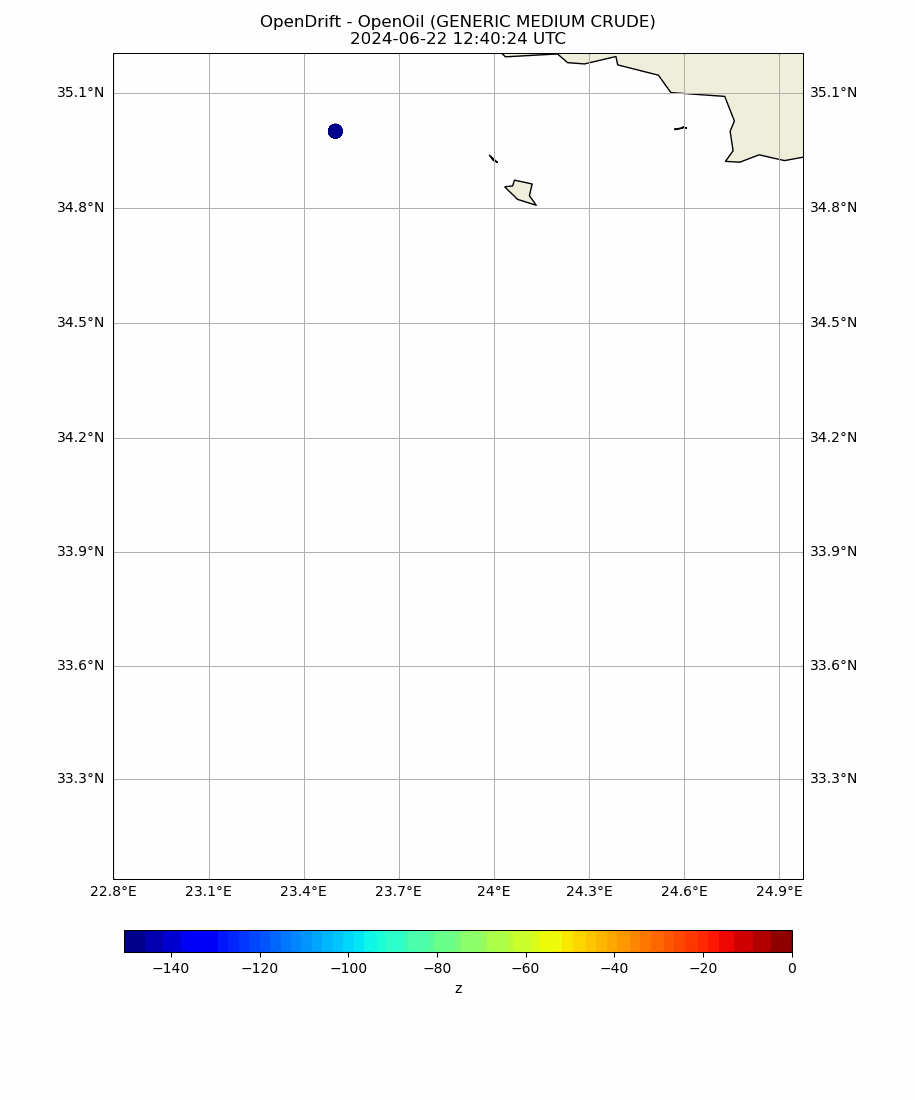 OpenDrift - OpenOil (GENERIC MEDIUM CRUDE)
2024-06-22 12:40:24 UTC
35.1°N 35.1°N
34.8°N 34.8°N
34.5°N 34.5°N
34.2°N 34.2°N
33.9°N 33.9°N
33.6°N 33.6°N
33.3°N 33.3°N
22.8°E 23.1°E 23.4°E 23.7°E 24°E 24.3°E 24.6°E 24.9°E
−140 −120 −100 −80 −60 −40 −20 0
z